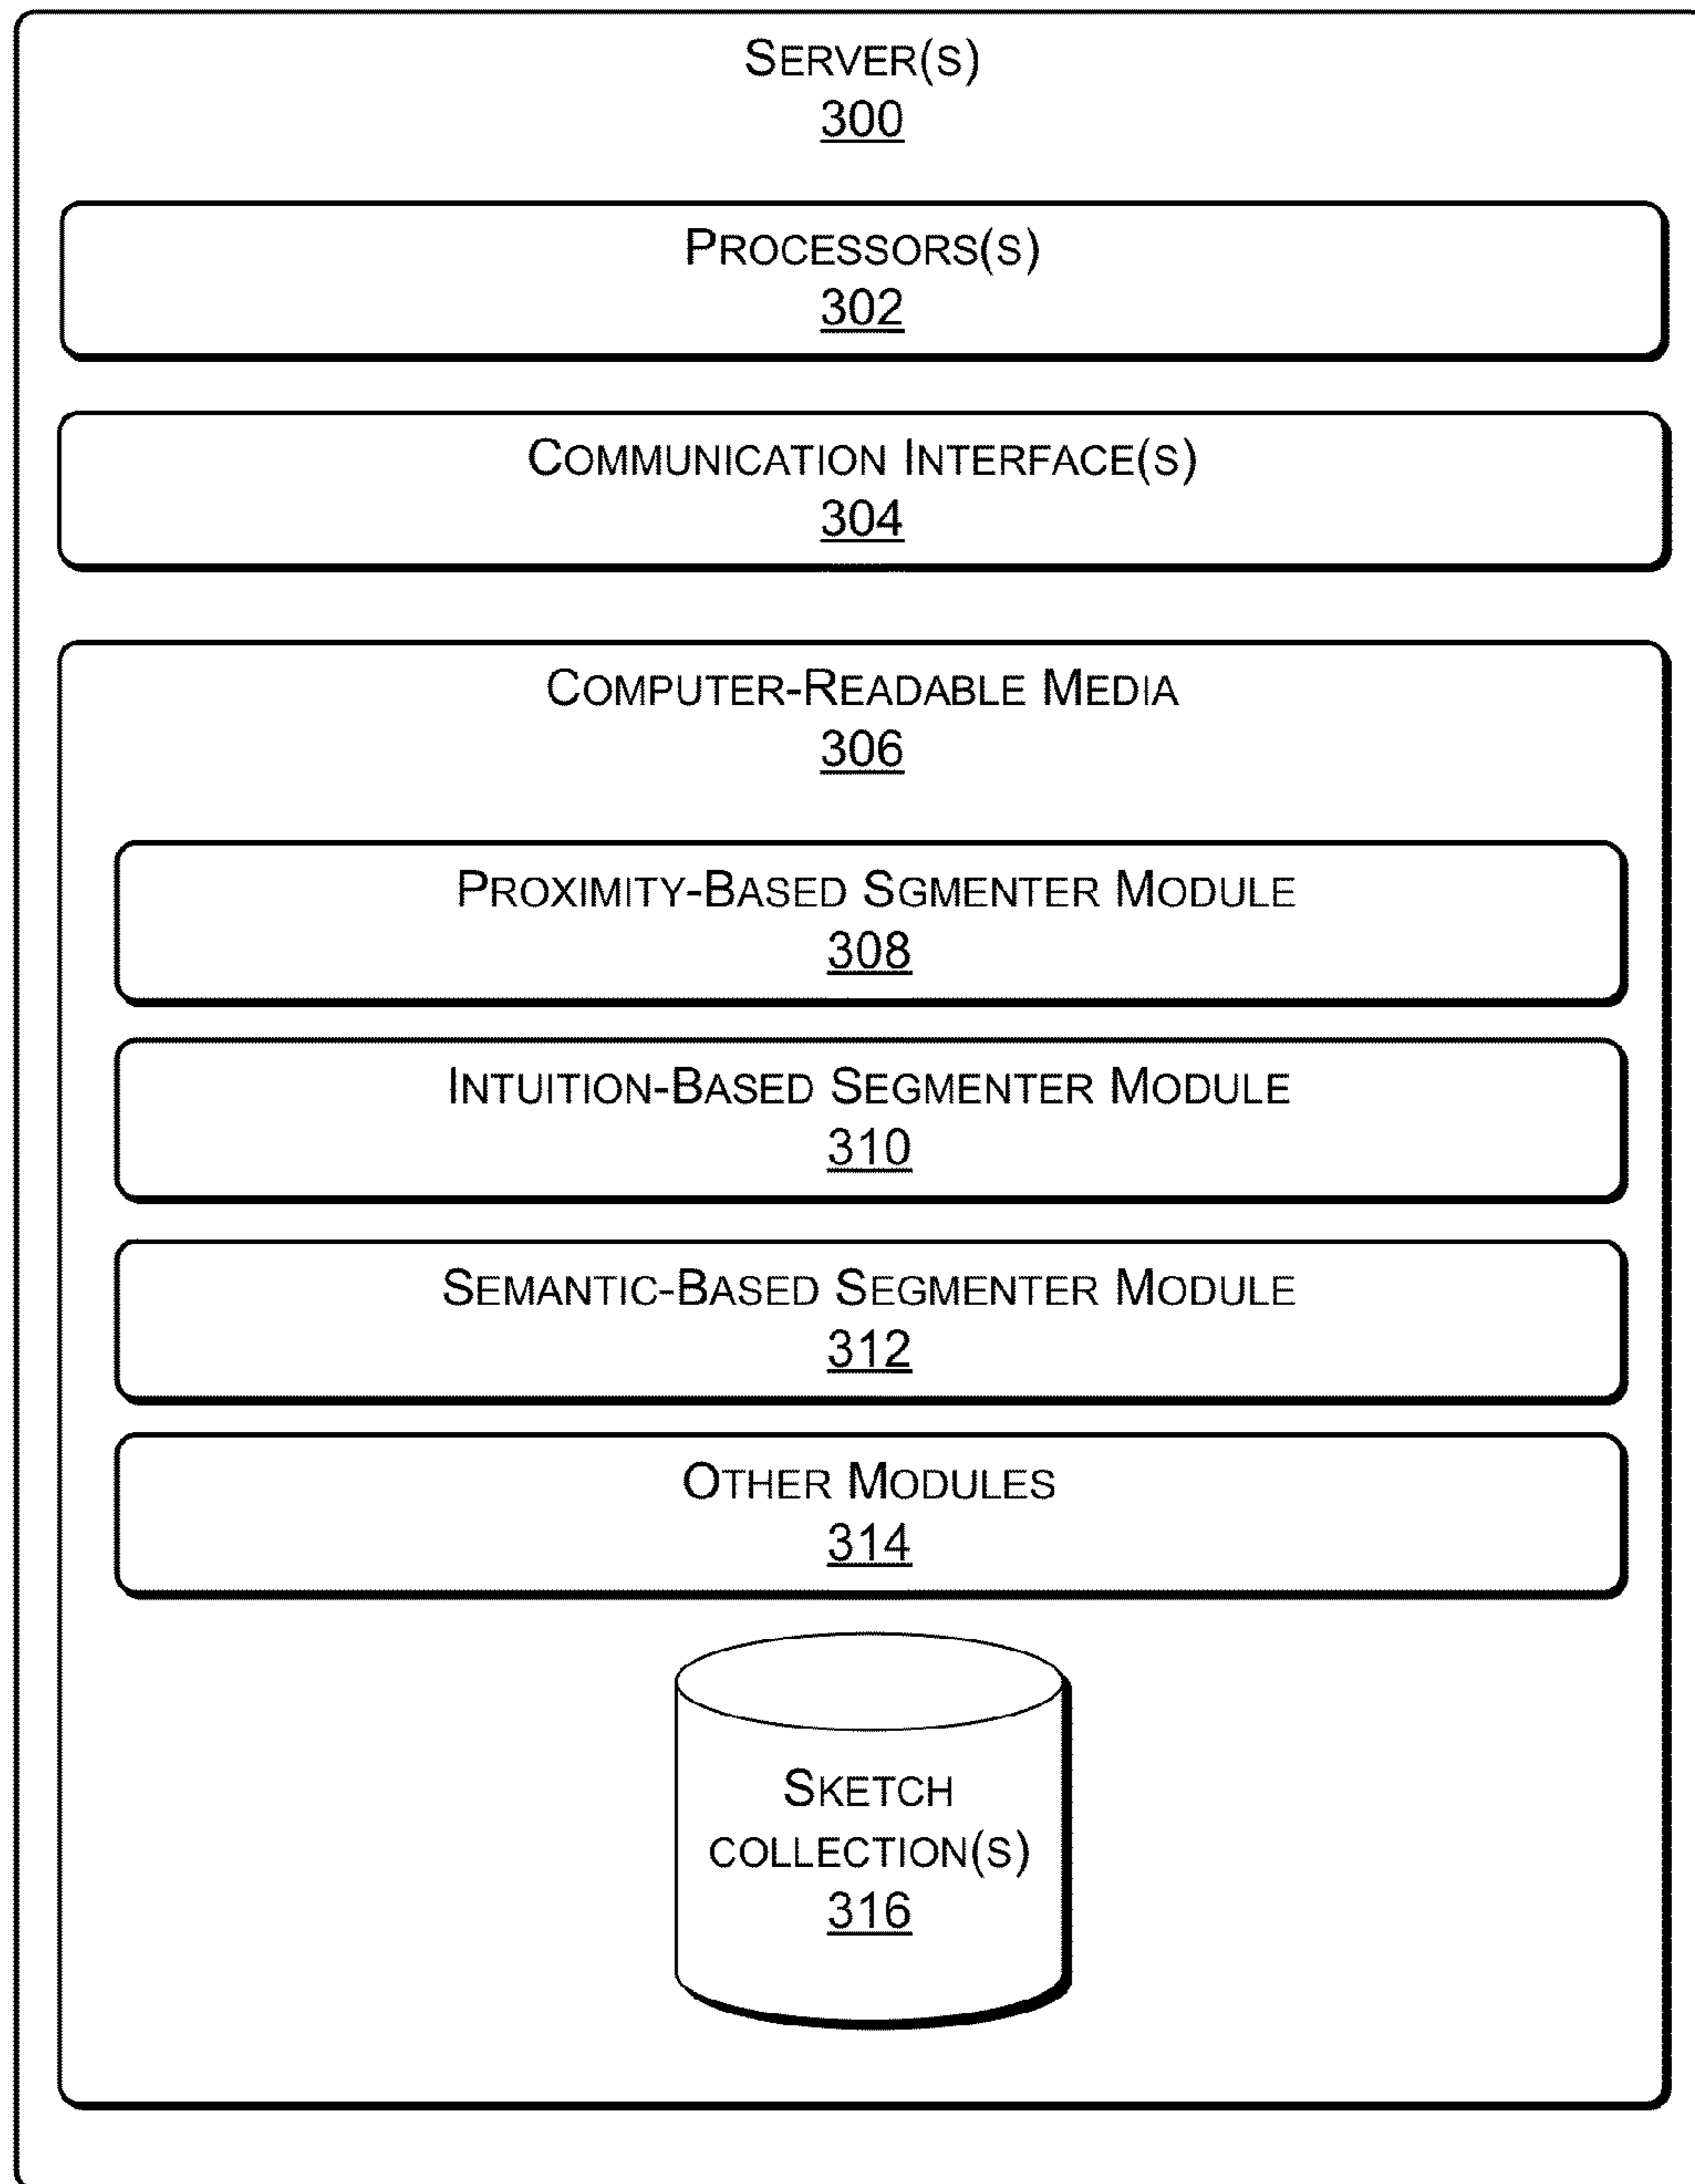 SERVER(S)
300
PROCESSORS(S)
302
COMMUNICATION INTERFACE(S)
304
COMPUTER-READABLE MEDIA
306
PROXIMITY-BASED SGMENTER MODULE
308
INTUITION-BASED SEGMENTER MODULE
310
SEMANTIC-BASED SEGMENTER MODULE
312
OTHER MODULES
314
SKETCH
COLLECTION(S)
316